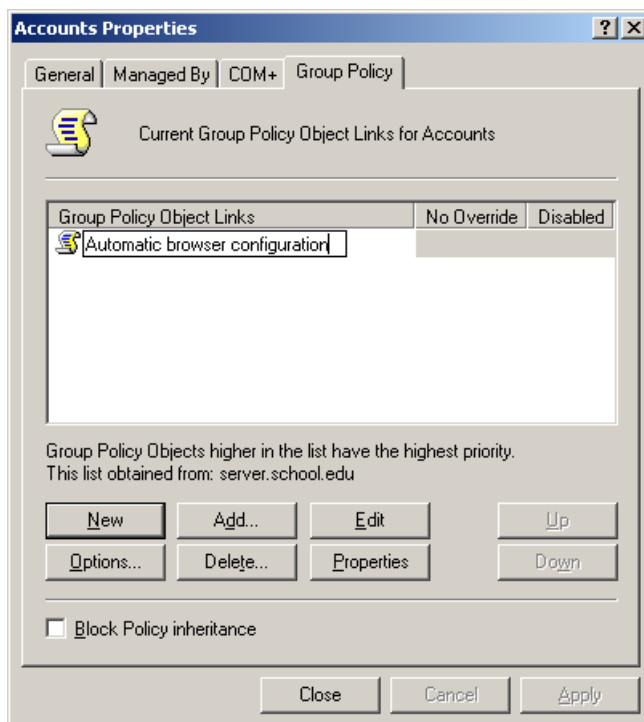 Accounts Properties
General Managed By COM+ Group Policy
Current Group Policy Object Links for Accounts
Group Policy Object Links No Override Disabled
Automatic browser configuration
Group Policy Objects higher in the list have the highest priority.
This list obtained from: server.school.edu
New Add... Edit Up
Options... Delete... Properties Down
Block Policy inheritance
Close Cancel Apply